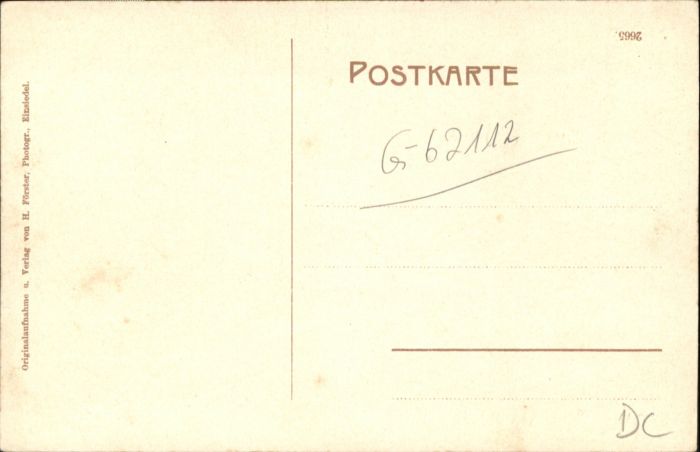 2665.
POSTKARTE
G-62112
Originalaufnahme u. Verlag von H. Förster, Photogr., Einsiedel.
DC